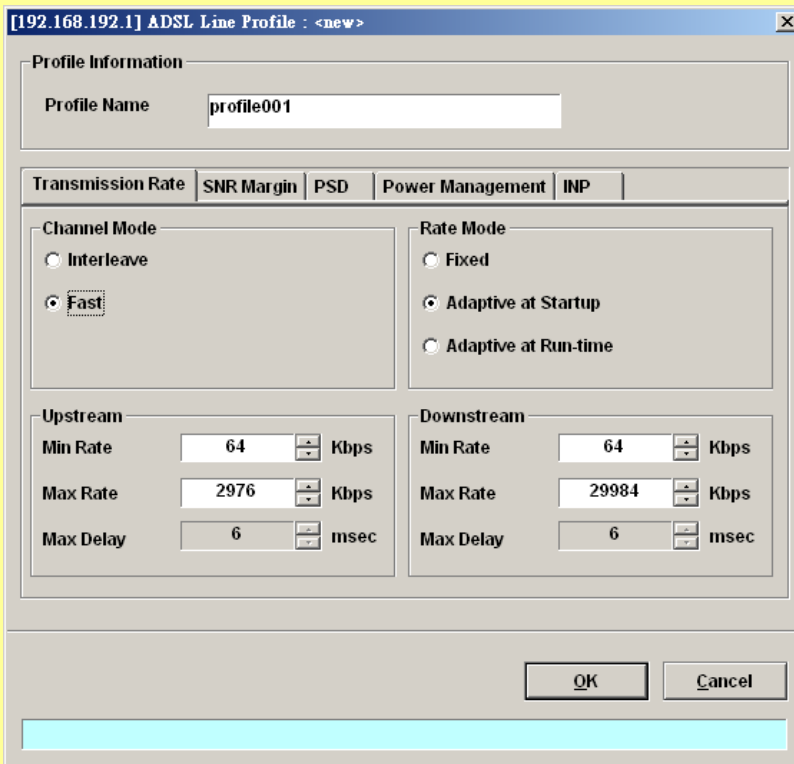 [192.168.192.1] ADSL Line Profile : <new>
Profile Information
Profile Name profile001
Transmission Rate SNR Margin PSD Power Management INP
Channel Mode
Interleave
Fast
Rate Mode
Fixed
Adaptive at Startup
Adaptive at Run-time
Upstream
Min Rate 64 Kbps
Max Rate 2976 Kbps
Max Delay 6 msec
Downstream
Min Rate 64 Kbps
Max Rate 29984 Kbps
Max Delay 6 msec
OK Cancel